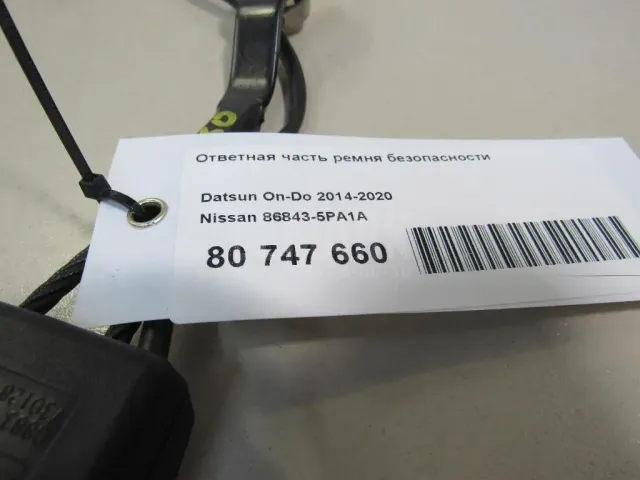 Ответная часть ремня безопасности
Datsun On-Do 2014-2020
Nissan 86843-5PA1A
80 747 660